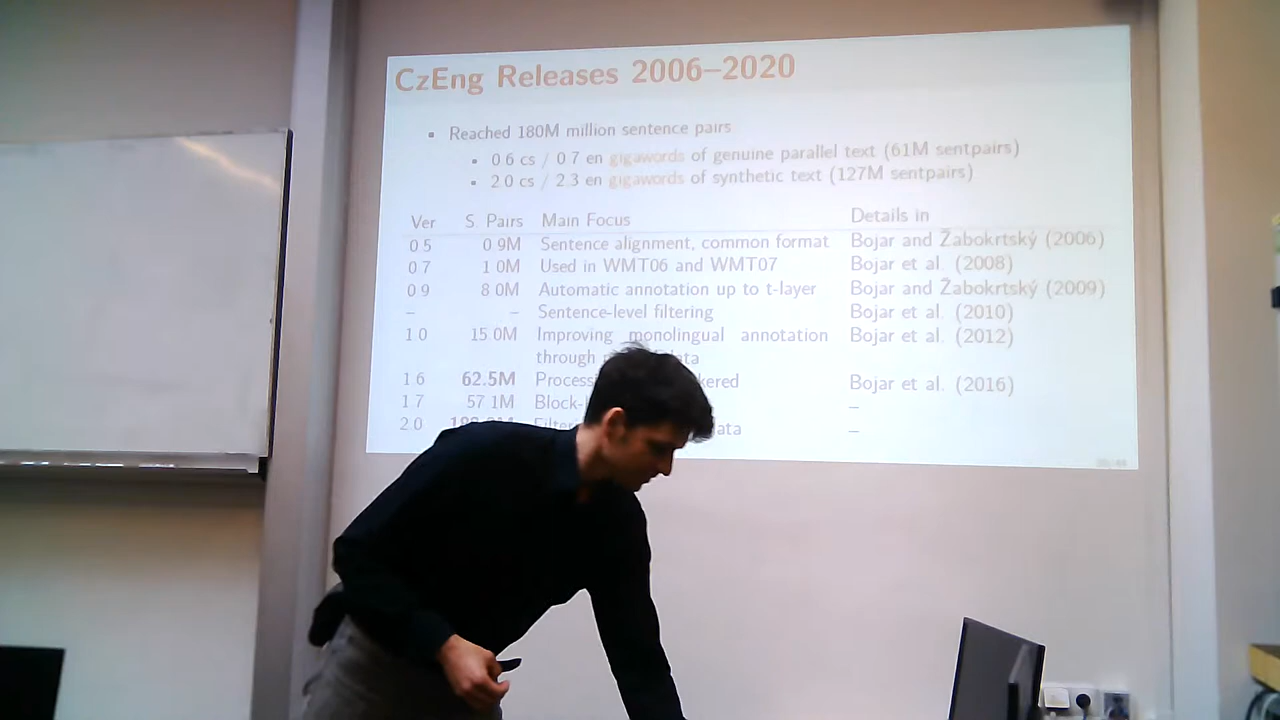 CzEng Releases 2006–2020
▪ Reached 180M million sentence pairs
▪ 0.6 cs / 0.7 en gigawords of genuine parallel text (61M sentpairs)
▪ 2.0 cs / 2.3 en gigawords of synthetic text (127M sentpairs)
Ver S. Pairs Main Focus Details in
0.5 0.9M Sentence alignment, common format Bojar and Žabokrtský (2006)
0.7 1.0M Used in WMT06 and WMT07 Bojar et al. (2008)
0.9 8.0M Automatic annotation up to t-layer Bojar and Žabokrtský (2009)
– – Sentence-level filtering Bojar et al. (2010)
1.0 15.0M Improving monolingual annotation Bojar et al. (2012)
through data
1.6 62.5M Bojar et al. (2016)
1.7 57.1M –
2.0 –